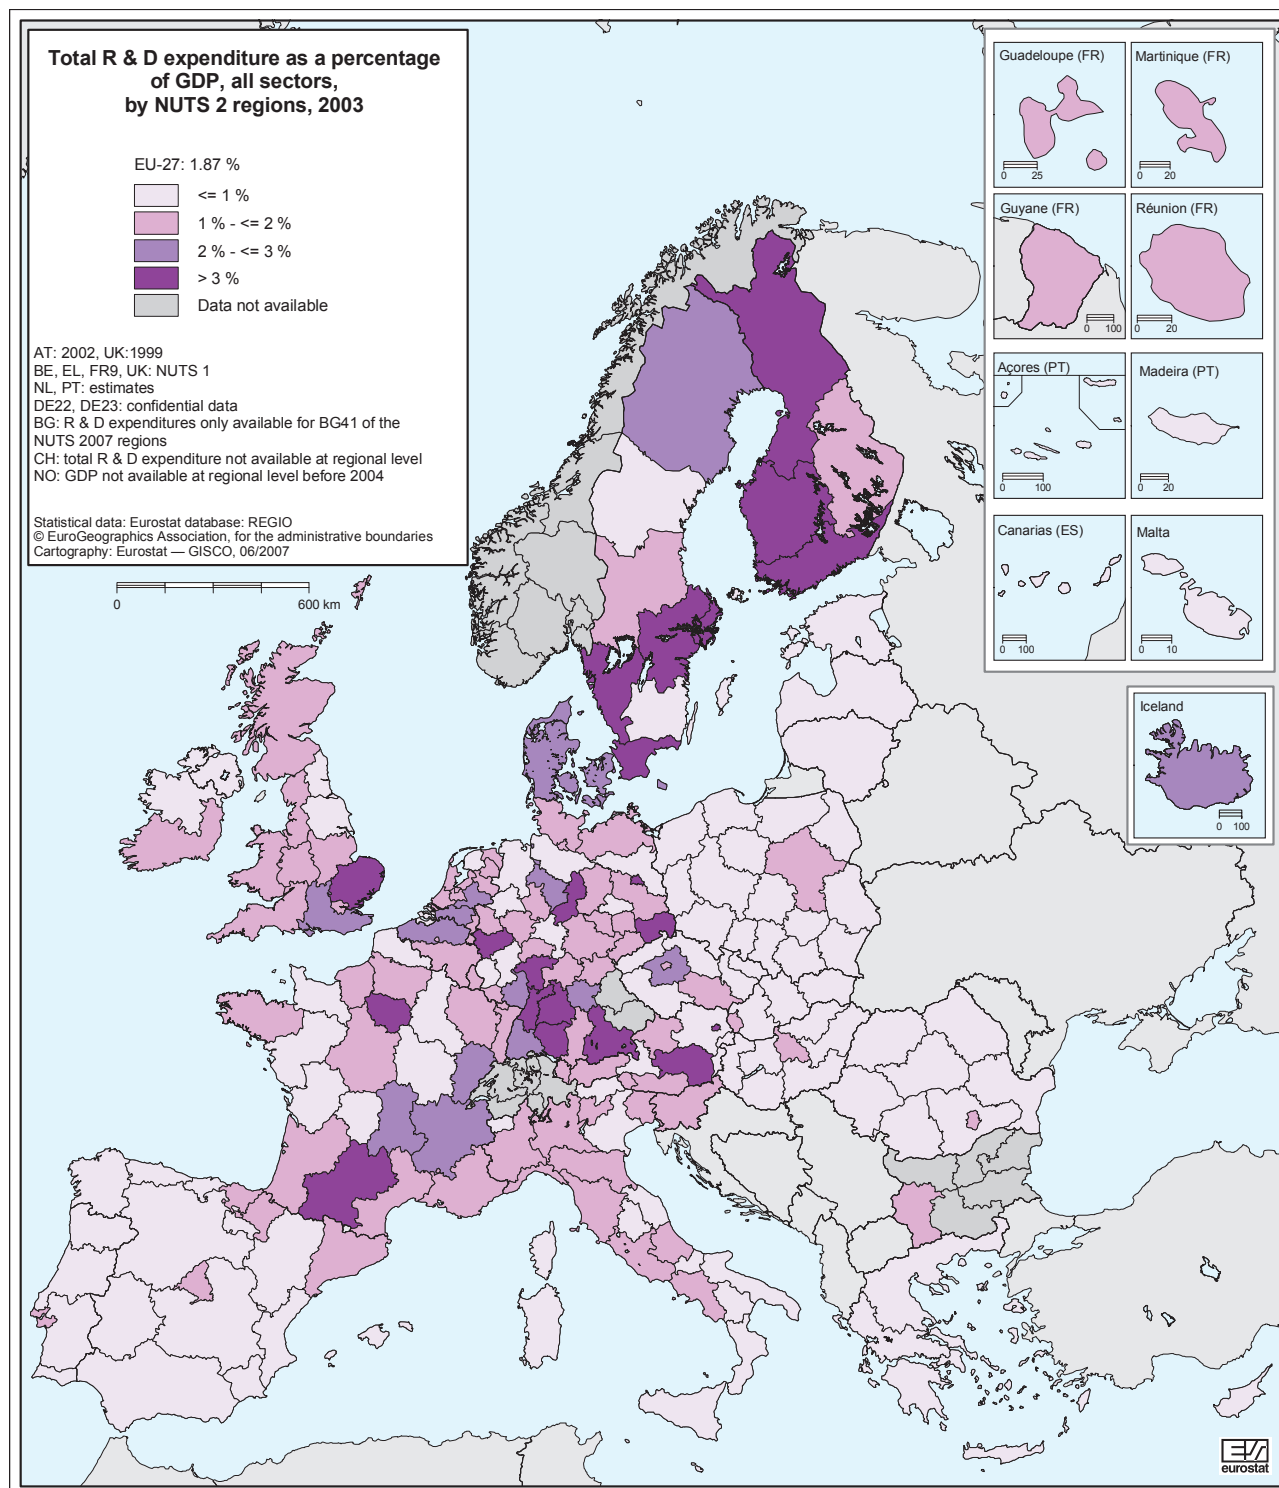 Total R & D expenditure as a percentage
of GDP, all sectors,
by NUTS 2 regions, 2003
EU-27: 1.87 %
<= 1 %
1 % - <= 2 %
2 % - <= 3 %
> 3 %
Data not available
AT: 2002, UK:1999
BE, EL, FR9, UK: NUTS 1
NL, PT: estimates
DE22, DE23: confidential data
BG: R & D expenditures only available for BG41 of the
NUTS 2007 regions
CH: total R & D expenditure not available at regional level
NO: GDP not available at regional level before 2004
Statistical data: Eurostat database: REGIO
© EuroGeographics Association, for the administrative boundaries
Cartography: Eurostat — GISCO, 06/2007
0 600 km
Guadeloupe (FR)
0 25
Martinique (FR)
0 20
Guyane (FR)
0 100
Réunion (FR)
0 20
Açores (PT)
0 100
Madeira (PT)
0 20
Canarias (ES)
0 100
Malta
0 10
Iceland
0 100
eurostat